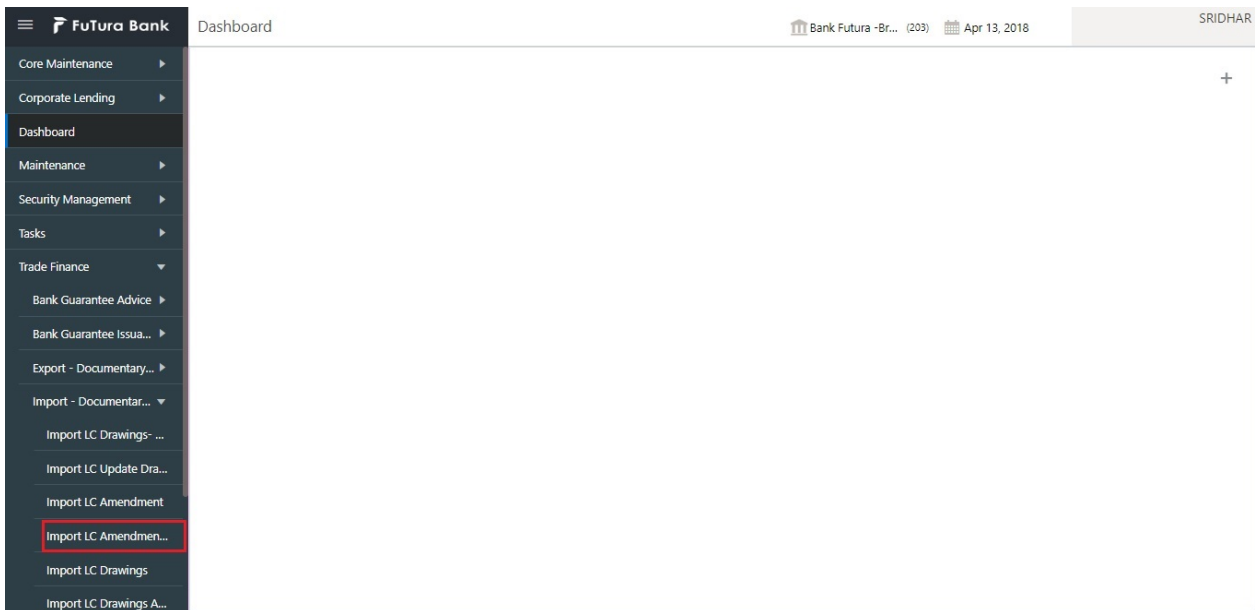 FuTura Bank
Dashboard
Bank Futura -Br... (203)
Apr 13, 2018
SRIDHAR
Core Maintenance
Corporate Lending
Dashboard
Maintenance
Security Management
Tasks
Trade Finance
Bank Guarantee Advice
Bank Guarantee Issua...
Export - Documentary...
Import - Documentar...
Import LC Drawings- ...
Import LC Update Dra...
Import LC Amendment
Import LC Amendmen...
Import LC Drawings
Import LC Drawings A...